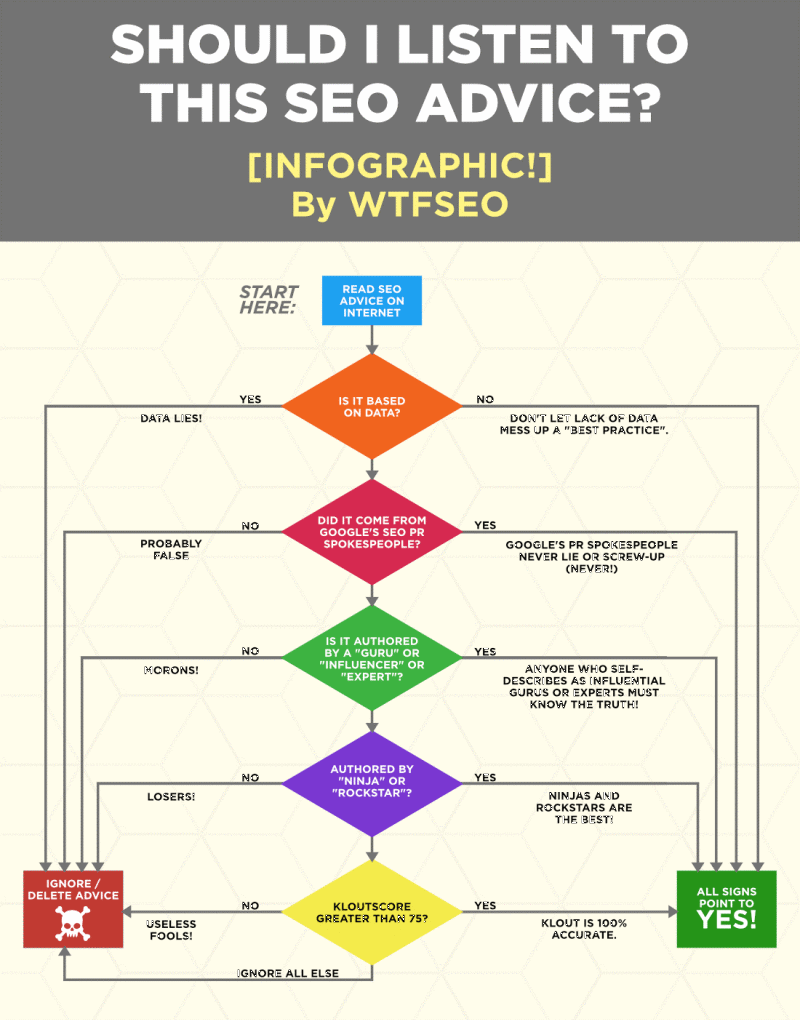 SHOULD I LISTEN TO
THIS SEO ADVICE?
[INFOGRAPHIC!]
By WTFSEO
START
HERE:
READ SEO
ADVICE ON
INTERNET
IS IT BASED
ON DATA?
YES
DATA LIES!
NO
DON'T LET LACK OF DATA
MESS UP A "BEST PRACTICE".
DID IT COME FROM
GOOGLE'S SEO PR
SPOKESPEOPLE?
NO
PROBABLY
FALSE
YES
GOOGLE'S PR SPOKESPEOPLE
NEVER LIE OR SCREW-UP
(NEVER!)
IS IT AUTHORED
BY A "GURU" OR
"INFLUENCER" OR
"EXPERT"?
NO
MORONS!
YES
ANYONE WHO SELF-
DESCRIBES AS INFLUENTIAL
GURUS OR EXPERTS MUST
KNOW THE TRUTH!
AUTHORED BY
"NINJA" OR
"ROCKSTAR"?
NO
LOSERS!
YES
NINJAS AND
ROCKSTARS ARE
THE BEST!
IGNORE /
DELETE ADVICE
KLOUTSCORE
GREATER THAN 75?
NO
USELESS
FOOLS!
YES
KLOUT IS 100%
ACCURATE.
ALL SIGNS
POINT TO
YES!
IGNORE ALL ELSE